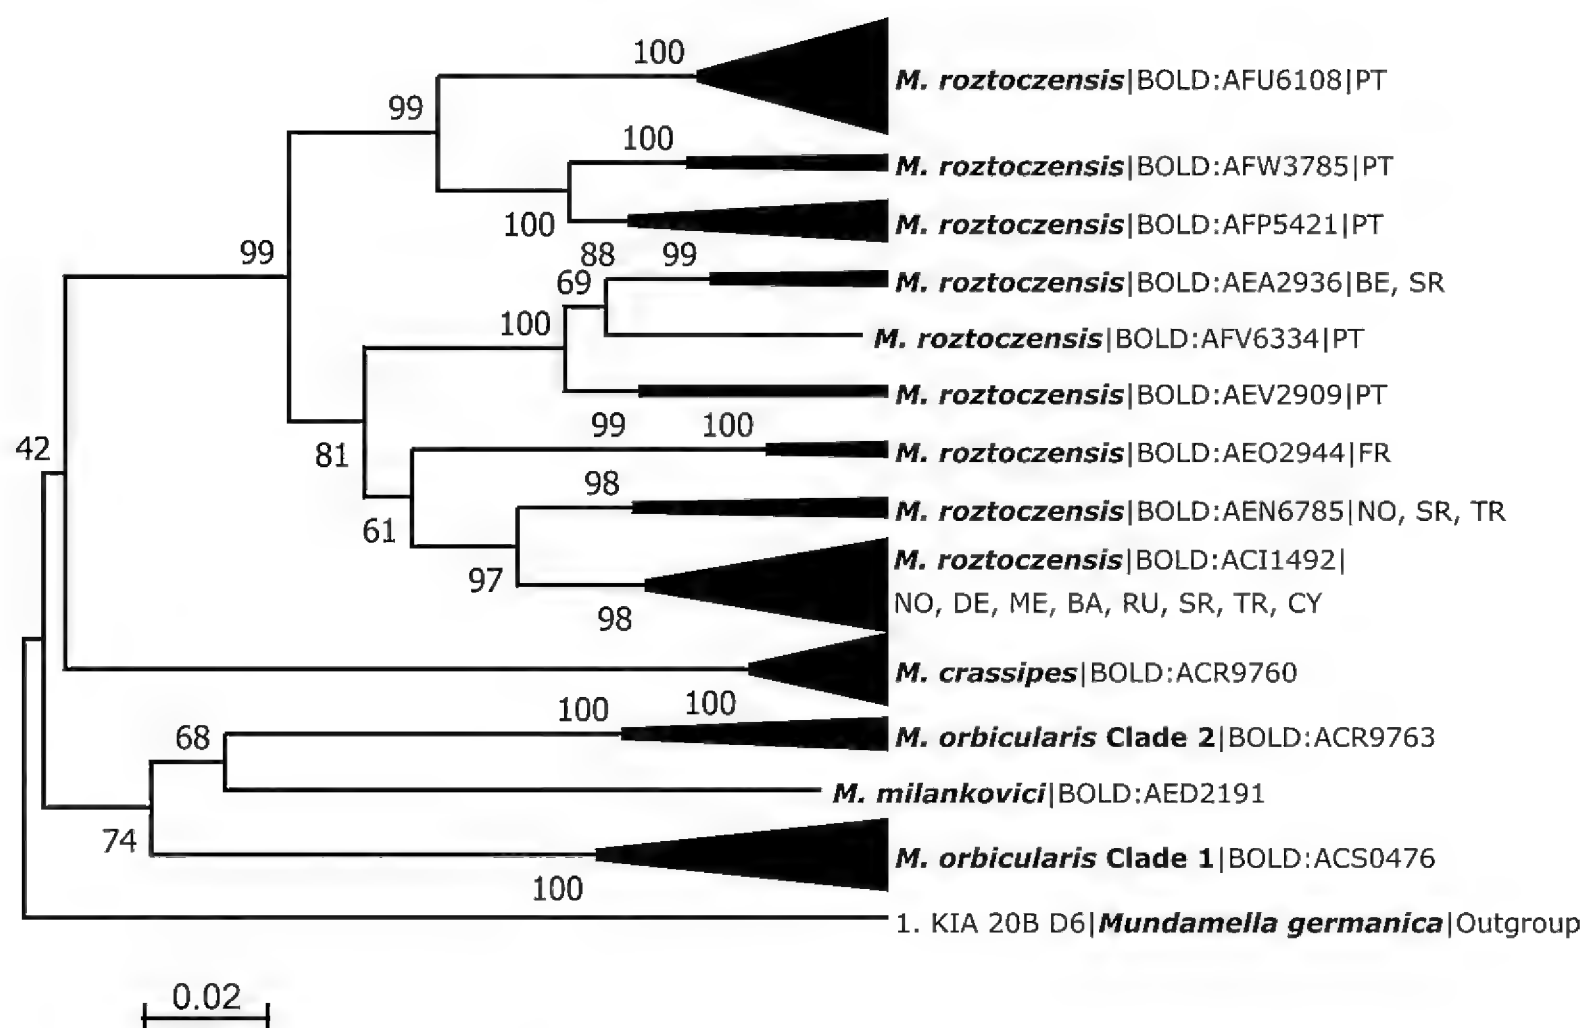 100
M. roztoczensis|BOLD:AFU6108|PT
99
100
M. roztoczensis|BOLD:AFW3785|PT
100
M. roztoczensis|BOLD:AFP5421|PT
99
88
99
69
M. roztoczensis|BOLD:AEA2936|BE, SR
100
M. roztoczensis|BOLD:AFV6334|PT
M. roztoczensis|BOLD:AEV2909|PT
42
81
99
100
M. roztoczensis|BOLD:AEO2944|FR
98
M. roztoczensis|BOLD:AEN6785|NO, SR, TR
61
M. roztoczensis|BOLD:ACI1492|
97
NO, DE, ME, BA, RU, SR, TR, CY
98
M. crassipes|BOLD:ACR9760
100
100
68
M. orbicularis Clade 2|BOLD:ACR9763
M. milankovici|BOLD:AED2191
74
M. orbicularis Clade 1|BOLD:ACS0476
100
1. KIA 20B D6|Mundamella germanica|Outgroup
0.02